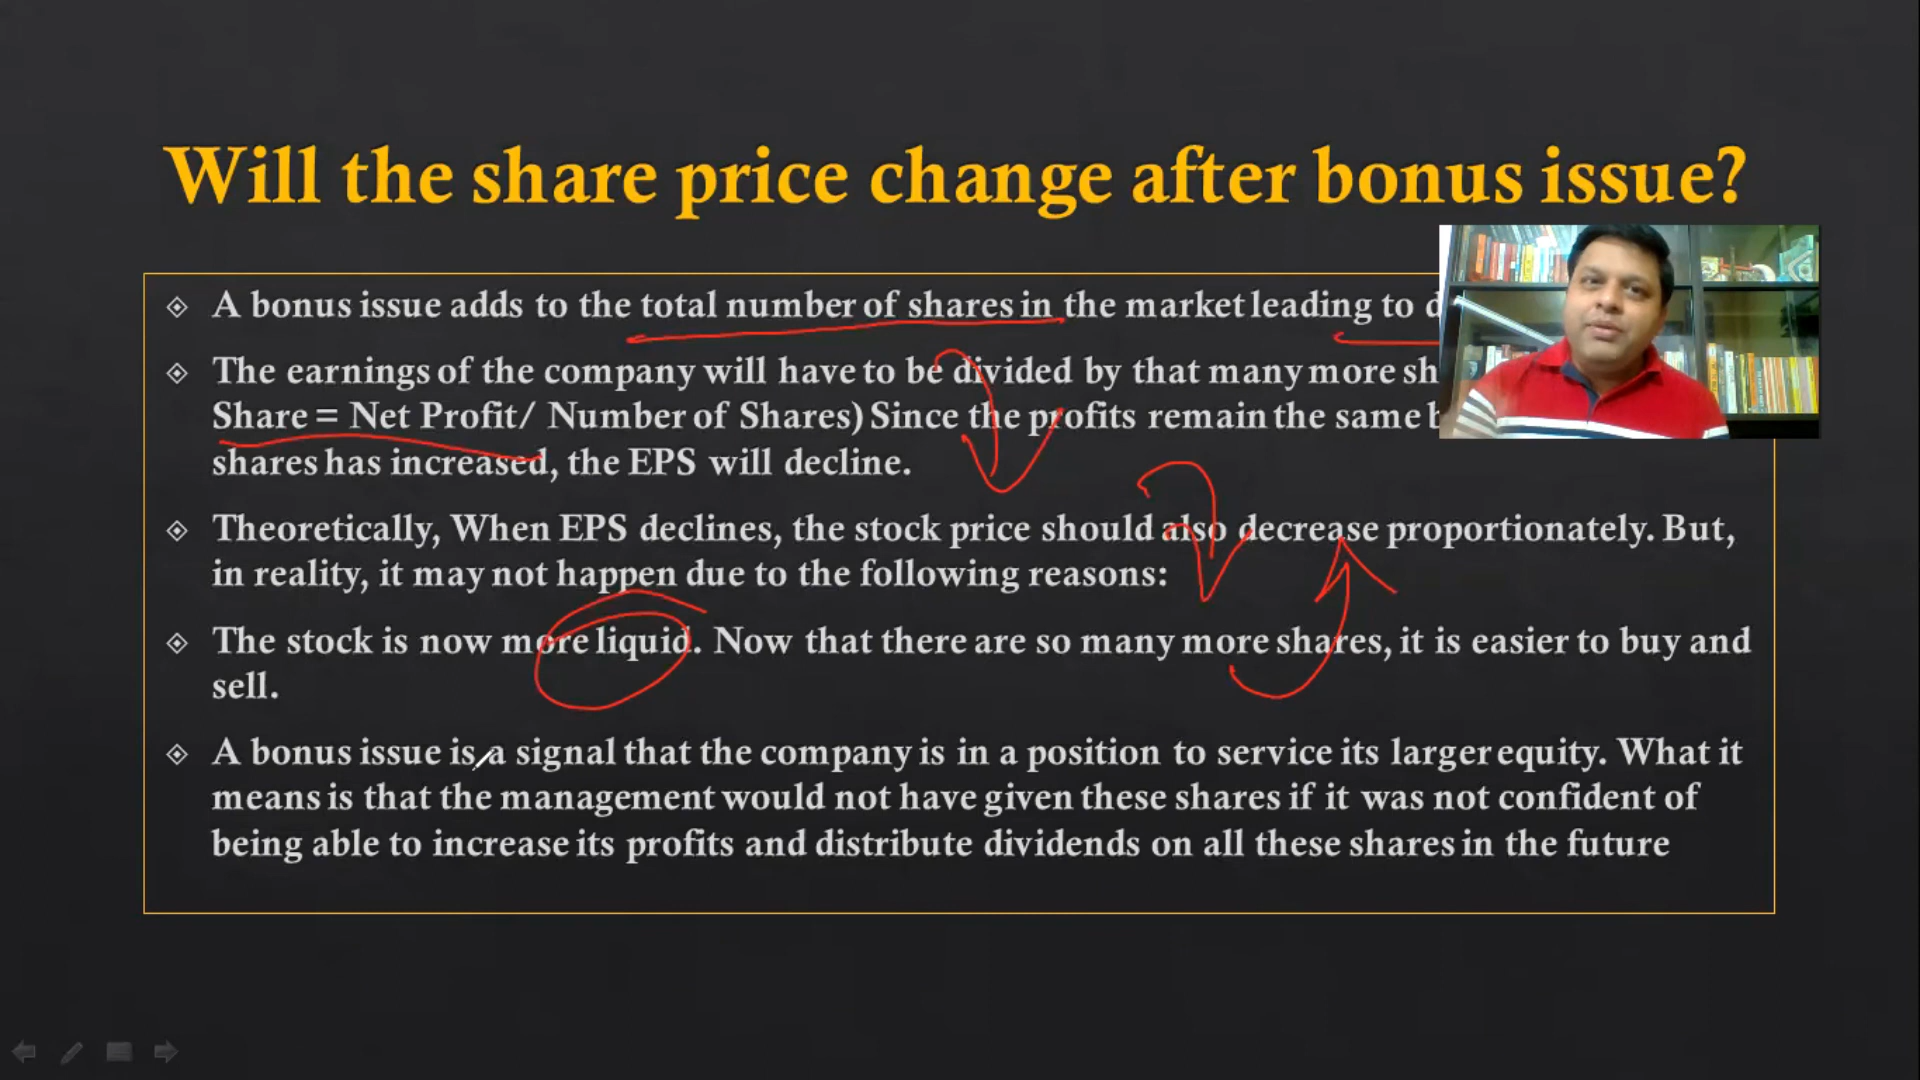 Will the share price change after bonus issue?
A bonus issue adds to the total number of shares in the market leading to
The earnings of the company will have to be divided by that many more
Share = Net Profit/ Number of Shares) Since the profits remain the same
shares has increased, the EPS will decline.
Theoretically, When EPS declines, the stock price should also decrease proportionately. But,
in reality, it may not happen due to the following reasons:
The stock is now more liquid. Now that there are so many more shares, it is easier to buy and
sell.
A bonus issue is a signal that the company is in a position to service its larger equity. What it
means is that the management would not have given these shares if it was not confident of
being able to increase its profits and distribute dividends on all these shares in the future